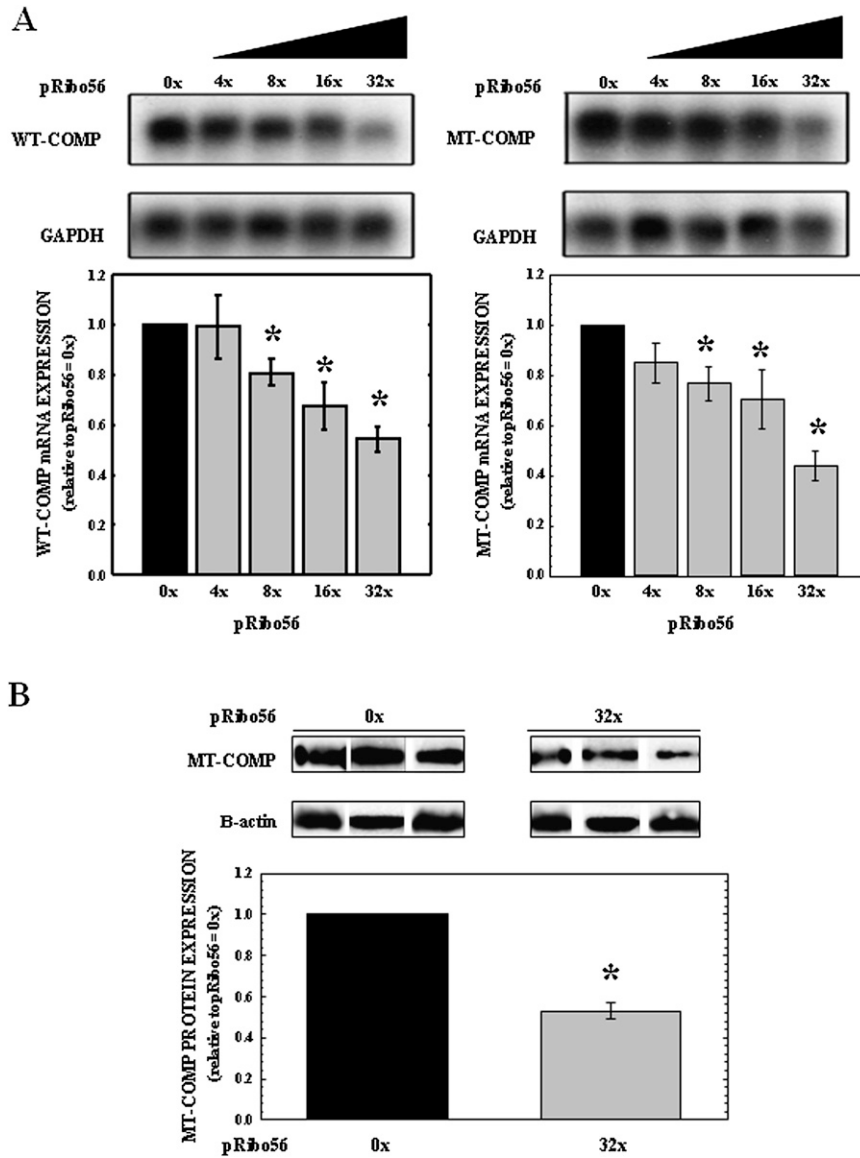 A
pRibo56 0x 4x 8x 16x 32x
WT-COMP
GAPDH
WT-COMP mRNA EXPRESSION
(relative to pRibo56 = 0x)
1.2
1.0
0.8
0.6
0.4
0.2
0.0
* * *
0x 4x 8x 16x 32x
pRibo56
pRibo56 0x 4x 8x 16x 32x
MT-COMP
GAPDH
MT-COMP mRNA EXPRESSION
(relative to pRibo56 = 0x)
1.2
1.0
0.8
0.6
0.4
0.2
0.0
* * *
0x 4x 8x 16x 32x
pRibo56
B
pRibo56 0x 32x
MT-COMP
B-actin
MT-COMP PROTEIN EXPRESSION
(relative to pRibo56 = 0x)
1.2
1.0
0.8
0.6
0.4
0.2
0.0
*
pRibo56 0x 32x